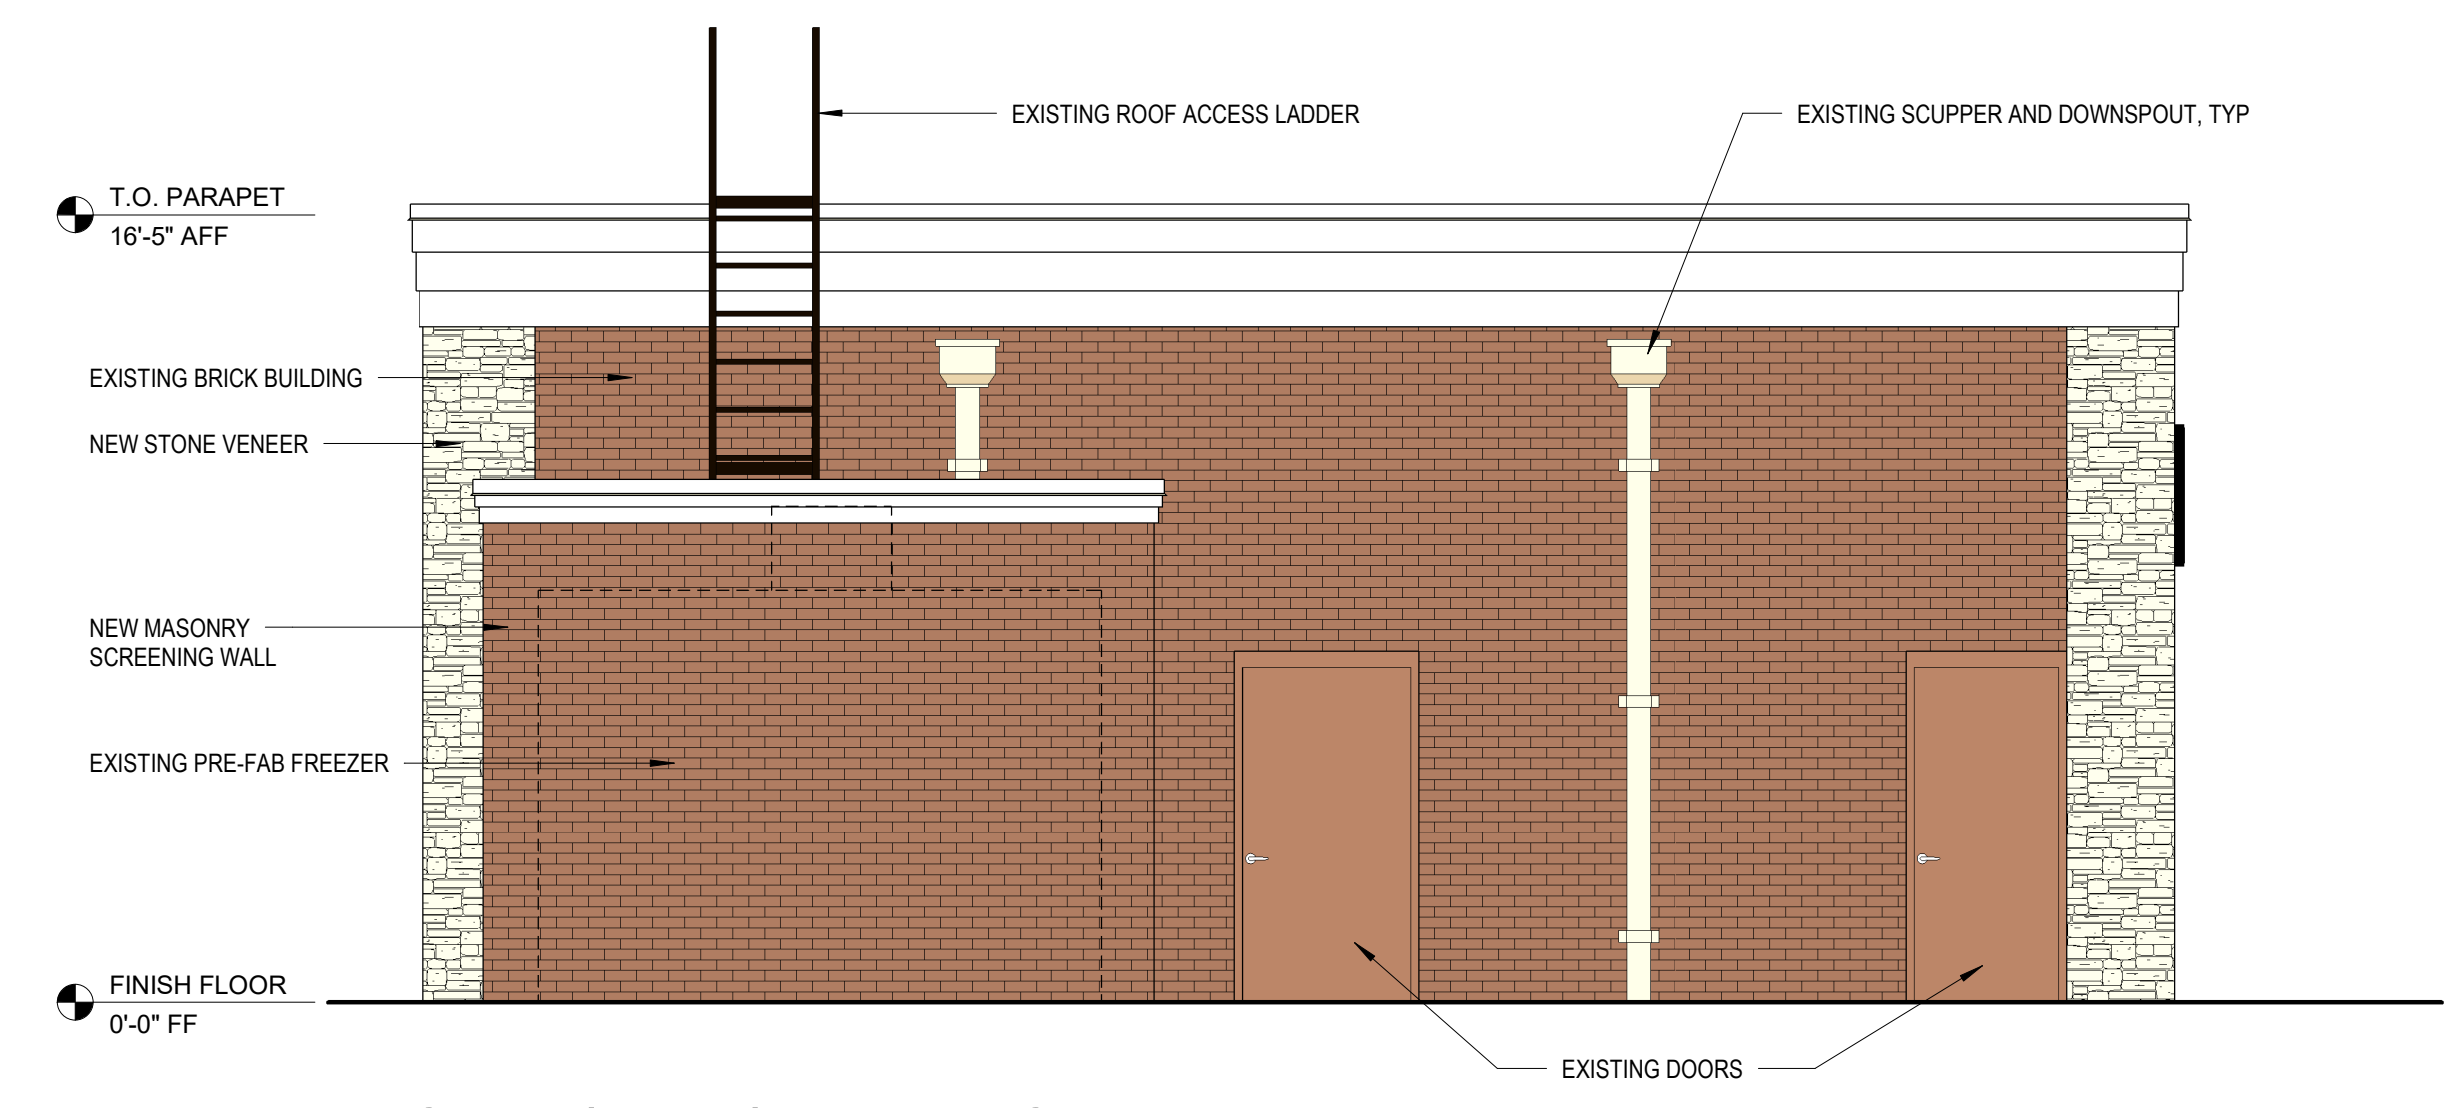 EXISTING ROOF ACCESS LADDER
EXISTING SCUPPER AND DOWNSPOUT, TYP
T.O. PARAPET
16'-5" AFF
EXISTING BRICK BUILDING
NEW STONE VENEER
NEW MASONRY
SCREENING WALL
EXISTING PRE-FAB FREEZER
FINISH FLOOR
0'-0" FF
EXISTING DOORS